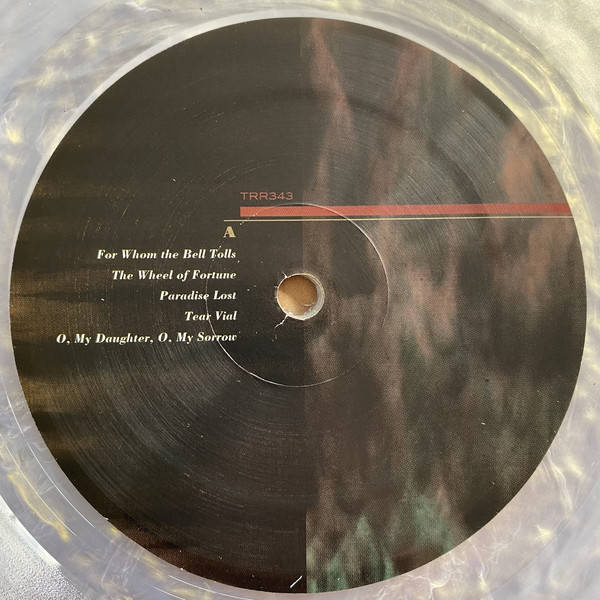 TRR343
A
For Whom the Bell Tolls
The Wheel of Fortune
Paradise Lost
Tear Vial
O, My Daughter, O, My Sorrow